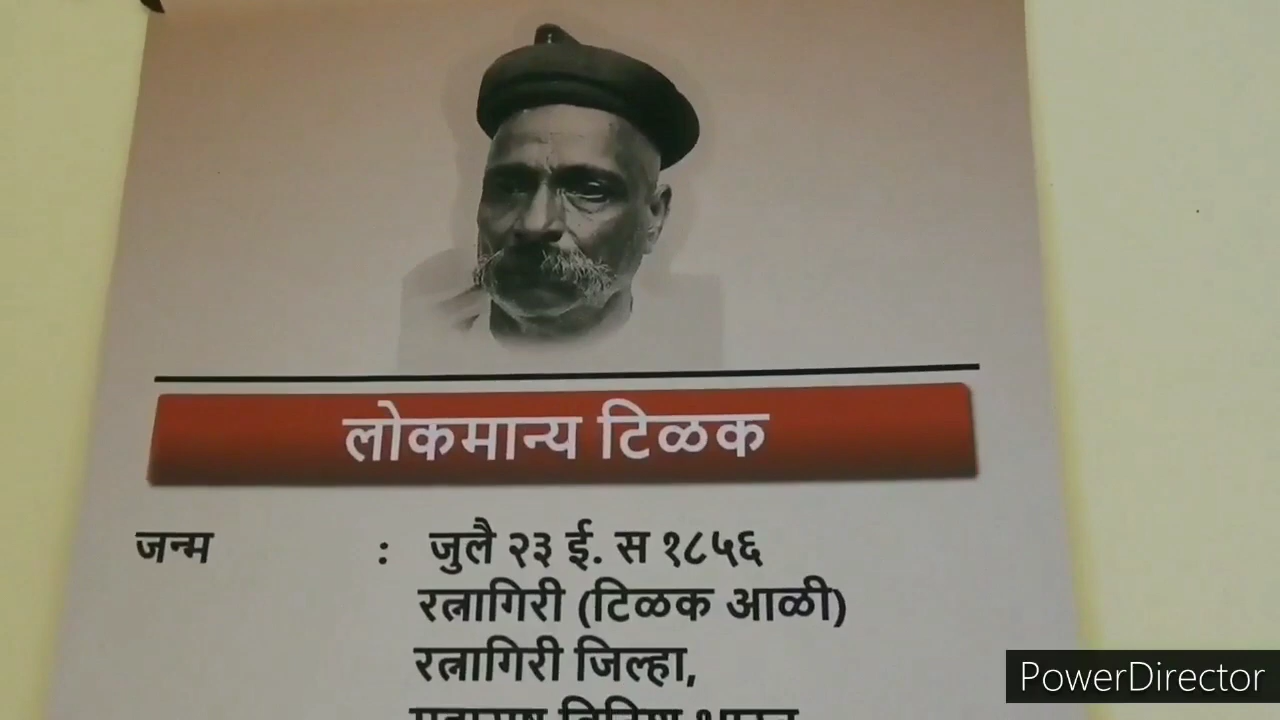 लोकमान्य टिळक
जन्म : जुलै २३ ई. स १८५६
रत्नागिरी (टिळक आळी)
रत्नागिरी जिल्हा,
PowerDirector